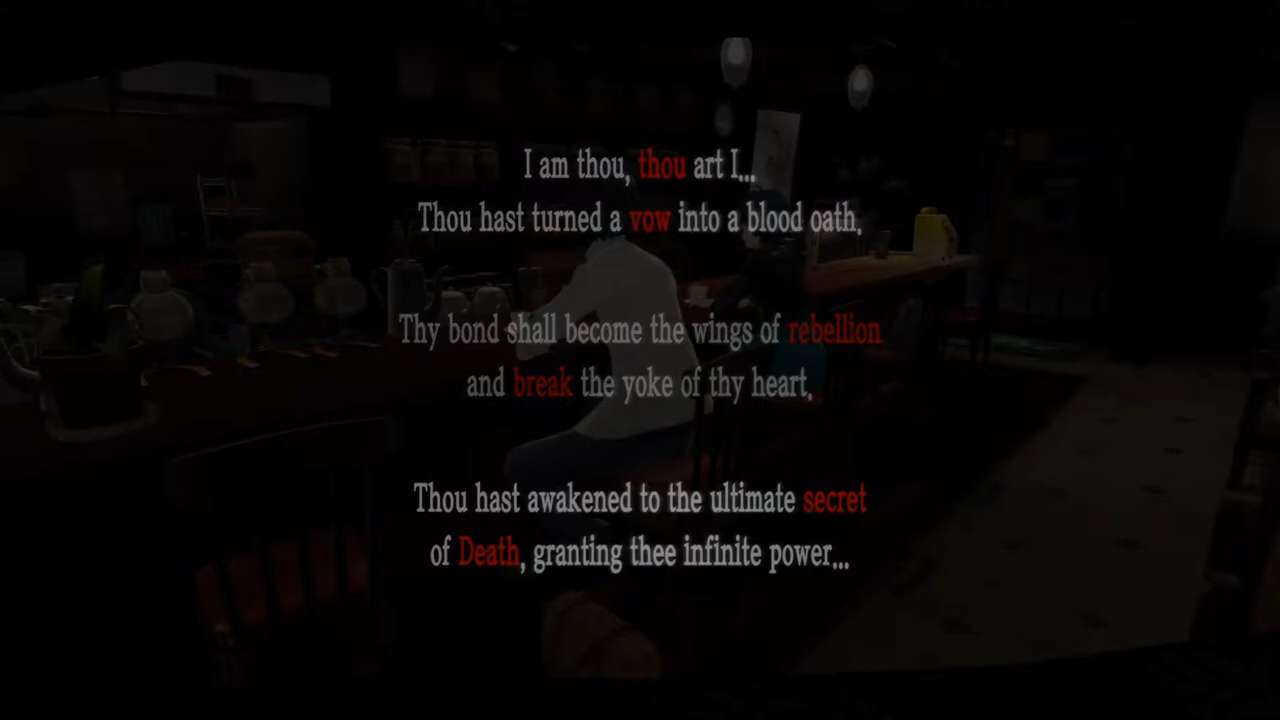 I am thou, thou art I...
Thou hast turned a vow into a blood oath.
Thy bond shall become the wings of rebellion
and break the yoke of thy heart.
Thou hast awakened to the ultimate secret
of Death, granting thee infinite power...